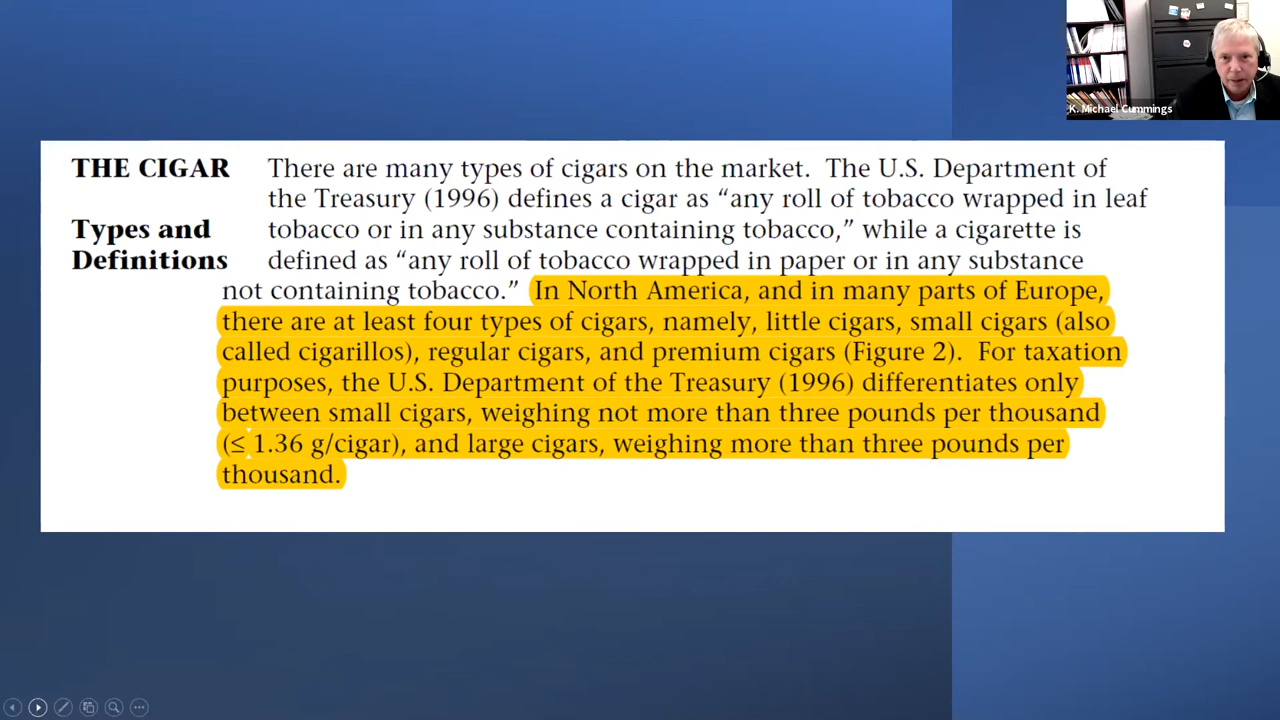 K. Michael Cummings
THE CIGAR There are many types of cigars on the market. The U.S. Department of
the Treasury (1996) defines a cigar as “any roll of tobacco wrapped in leaf
Types and tobacco or in any substance containing tobacco,” while a cigarette is
Definitions defined as “any roll of tobacco wrapped in paper or in any substance
not containing tobacco.” In North America, and in many parts of Europe,
there are at least four types of cigars, namely, little cigars, small cigars (also
called cigarillos), regular cigars, and premium cigars (Figure 2). For taxation
purposes, the U.S. Department of the Treasury (1996) differentiates only
between small cigars, weighing not more than three pounds per thousand
(≤ 1.36 g/cigar), and large cigars, weighing more than three pounds per
thousand.